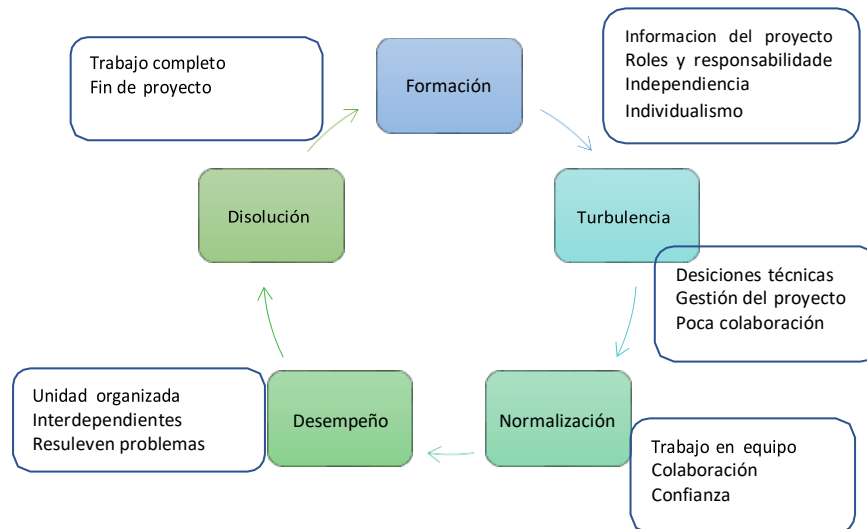 Formación
Informacion del proyecto
Roles y responsabilidade
Independiencia
Individualismo
Turbulencia
Desiciones técnicas
Gestión del proyecto
Poca colaboración
Normalización
Trabajo en equipo
Colaboración
Confianza
Desempeño
Unidad organizada
Interdependientes
Resuleven problemas
Disolución
Trabajo completo
Fin de proyecto